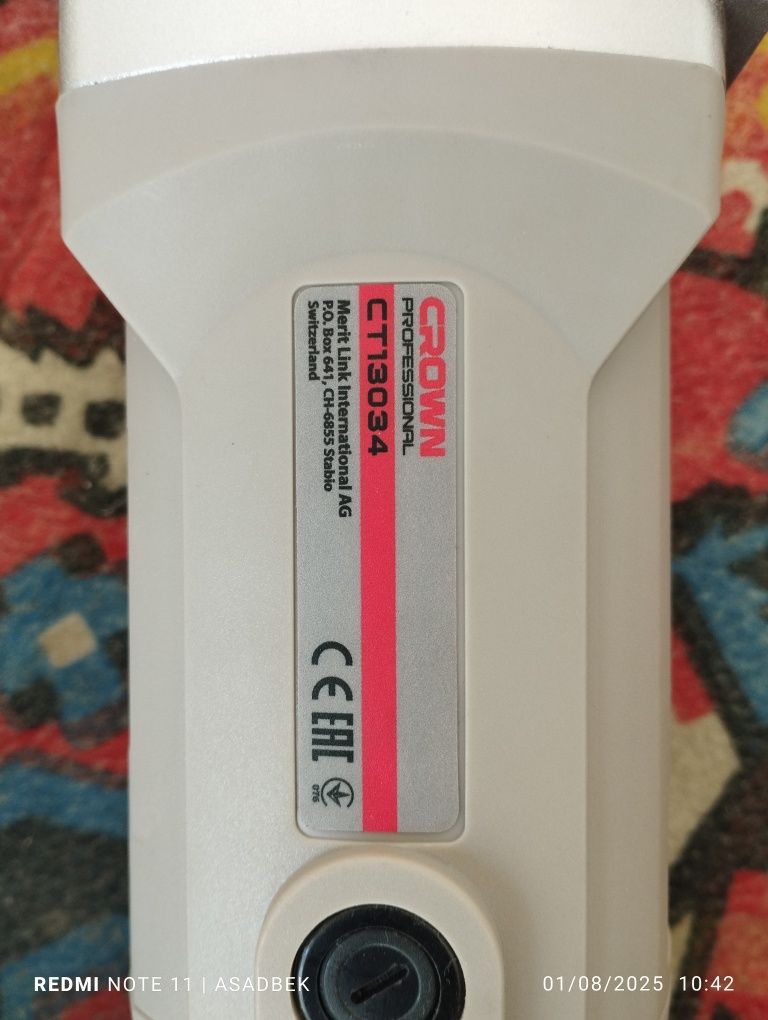 CROWN
PROFESSIONAL
CT13034
Merit Link International AG
P.O. Box 641, CH-6855 Stabio
Switzerland
CE EAC
076
REDMI NOTE 11 | ASADBEK
01/08/2025 10:42